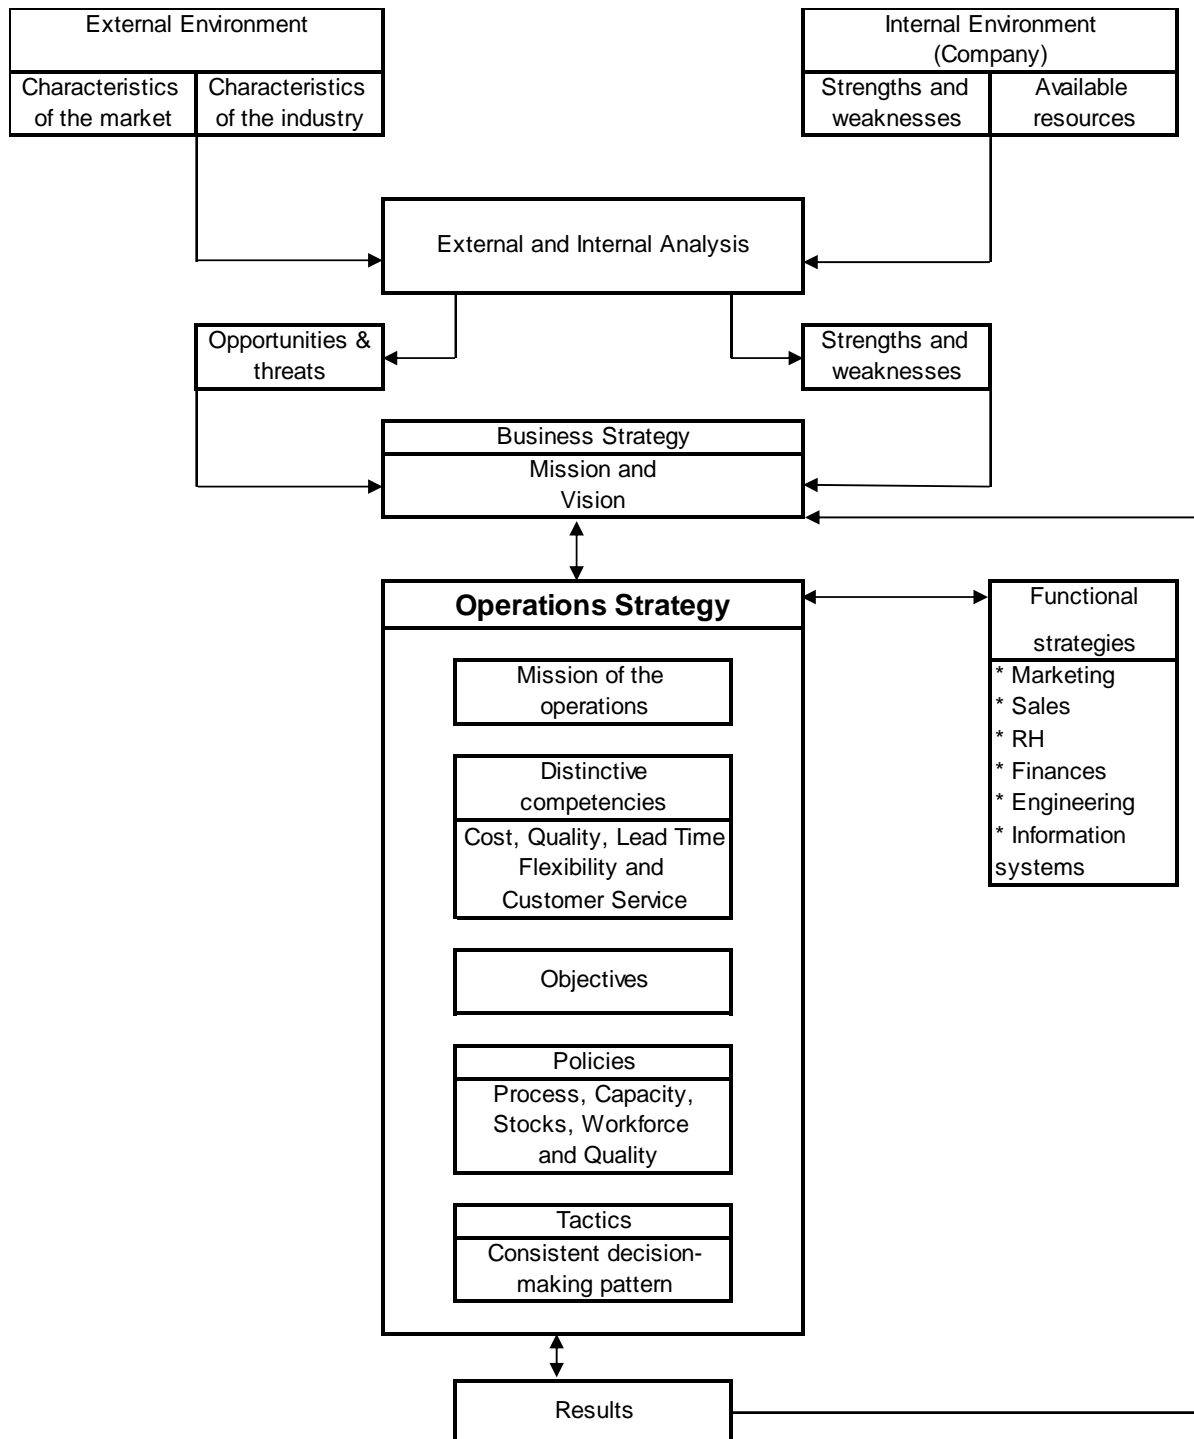 External Environment
Characteristics
of the market
Characteristics
of the industry
Internal Environment
(Company)
Strengths and
weaknesses
Available
resources
External and Internal Analysis
Opportunities &
threats
Strengths and
weaknesses
Business Strategy
Mission and
Vision
Operations Strategy
Mission of the
operations
Distinctive
competencies
Cost, Quality, Lead Time
Flexibility and
Customer Service
Objectives
Policies
Process, Capacity,
Stocks, Workforce
and Quality
Tactics
Consistent decision-
making pattern
Functional
strategies
* Marketing
* Sales
* RH
* Finances
* Engineering
* Information
systems
Results